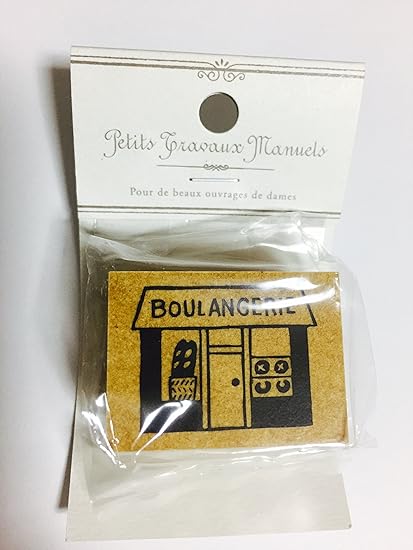 Petits Travaux Manuels
Pour de beaux ouvrages de dames
BOULANGERIE